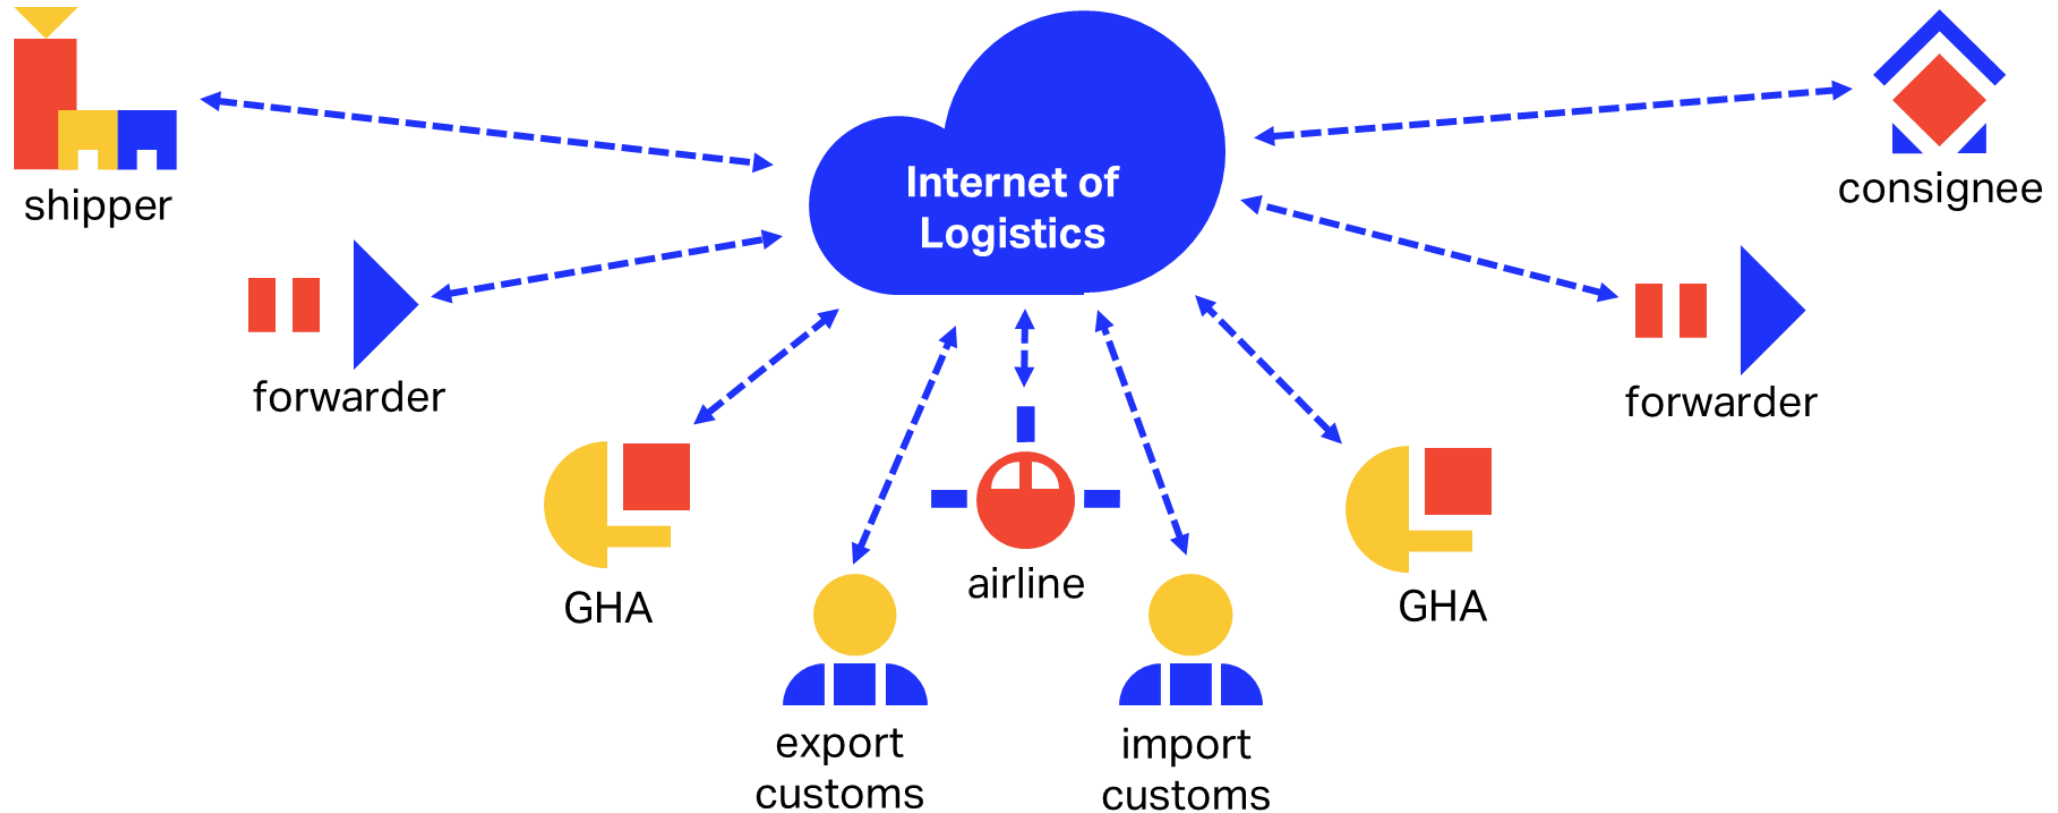 Internet of
Logistics
shipper
consignee
forwarder
forwarder
GHA
airline
GHA
export
customs
import
customs